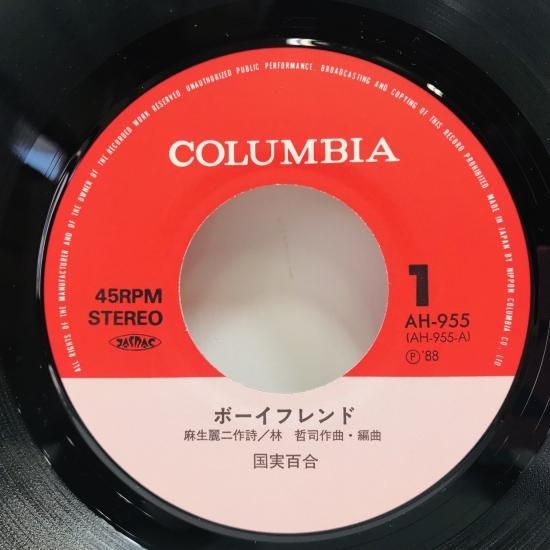 ALL RIGHTS OF THE MANUFACTURER AND OF THE OWNER OF THE RECORDED WORK RESERVED. UNAUTHORIZED PUBLIC PERFORMANCE. BROADCASTING AND COPYING OF THIS RECORD PROHIBITED. MADE IN JAPAN BY NIPPON COLUMBIA CO., LTD
COLUMBIA
45RPM
STEREO
JASRAC
1
AH-955
(AH-955-A)
Ⓟ'88
ボーイフレンド
麻生麗二作詩／林 哲司作曲・編曲
国実百合